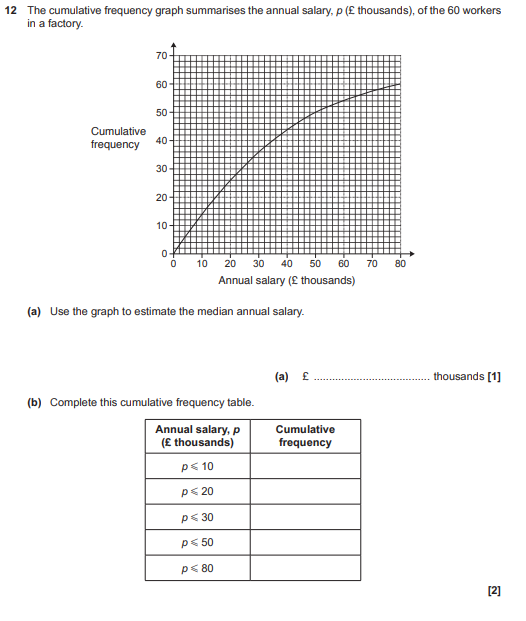 12 The cumulative frequency graph summarises the annual salary, p (£ thousands), of the 60 workers
in a factory.
70
60
50
Cumulative
frequency
40
30
20
10
0
0 10 20 30 40 50 60 70 80
Annual salary (£ thousands)
(a) Use the graph to estimate the median annual salary.
(a) £ ........................................ thousands [1]
(b) Complete this cumulative frequency table.
Annual salary, p
(£ thousands)
Cumulative
frequency
p ⩽ 10
p ⩽ 20
p ⩽ 30
p ⩽ 50
p ⩽ 80
[2]